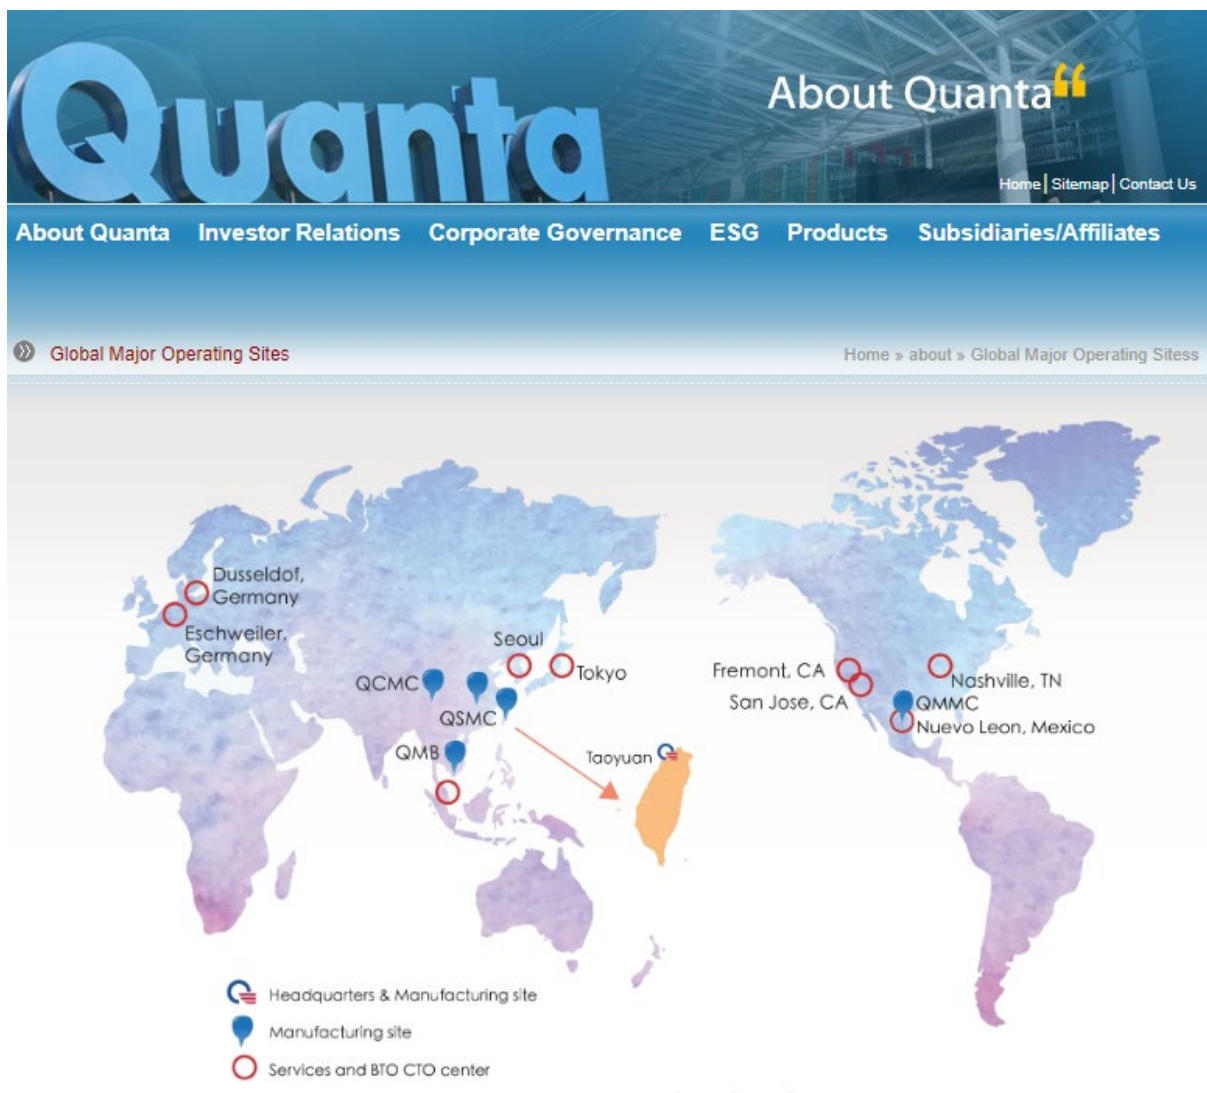 Quanta
About Quanta
Home | Sitemap | Contact Us
About Quanta Investor Relations Corporate Governance ESG Products Subsidiaries/Affiliates
Global Major Operating Sites
Home » about » Global Major Operating Sitess
Dusseldof,
Germany
Eschweiler,
Germany
Seoul
Tokyo
QCMC
QSMC
QMB
Taoyuan
Fremont, CA
San Jose, CA
Nashville, TN
QMMC
Nuevo Leon, Mexico
Headquarters & Manufacturing site
Manufacturing site
Services and BTO CTO center